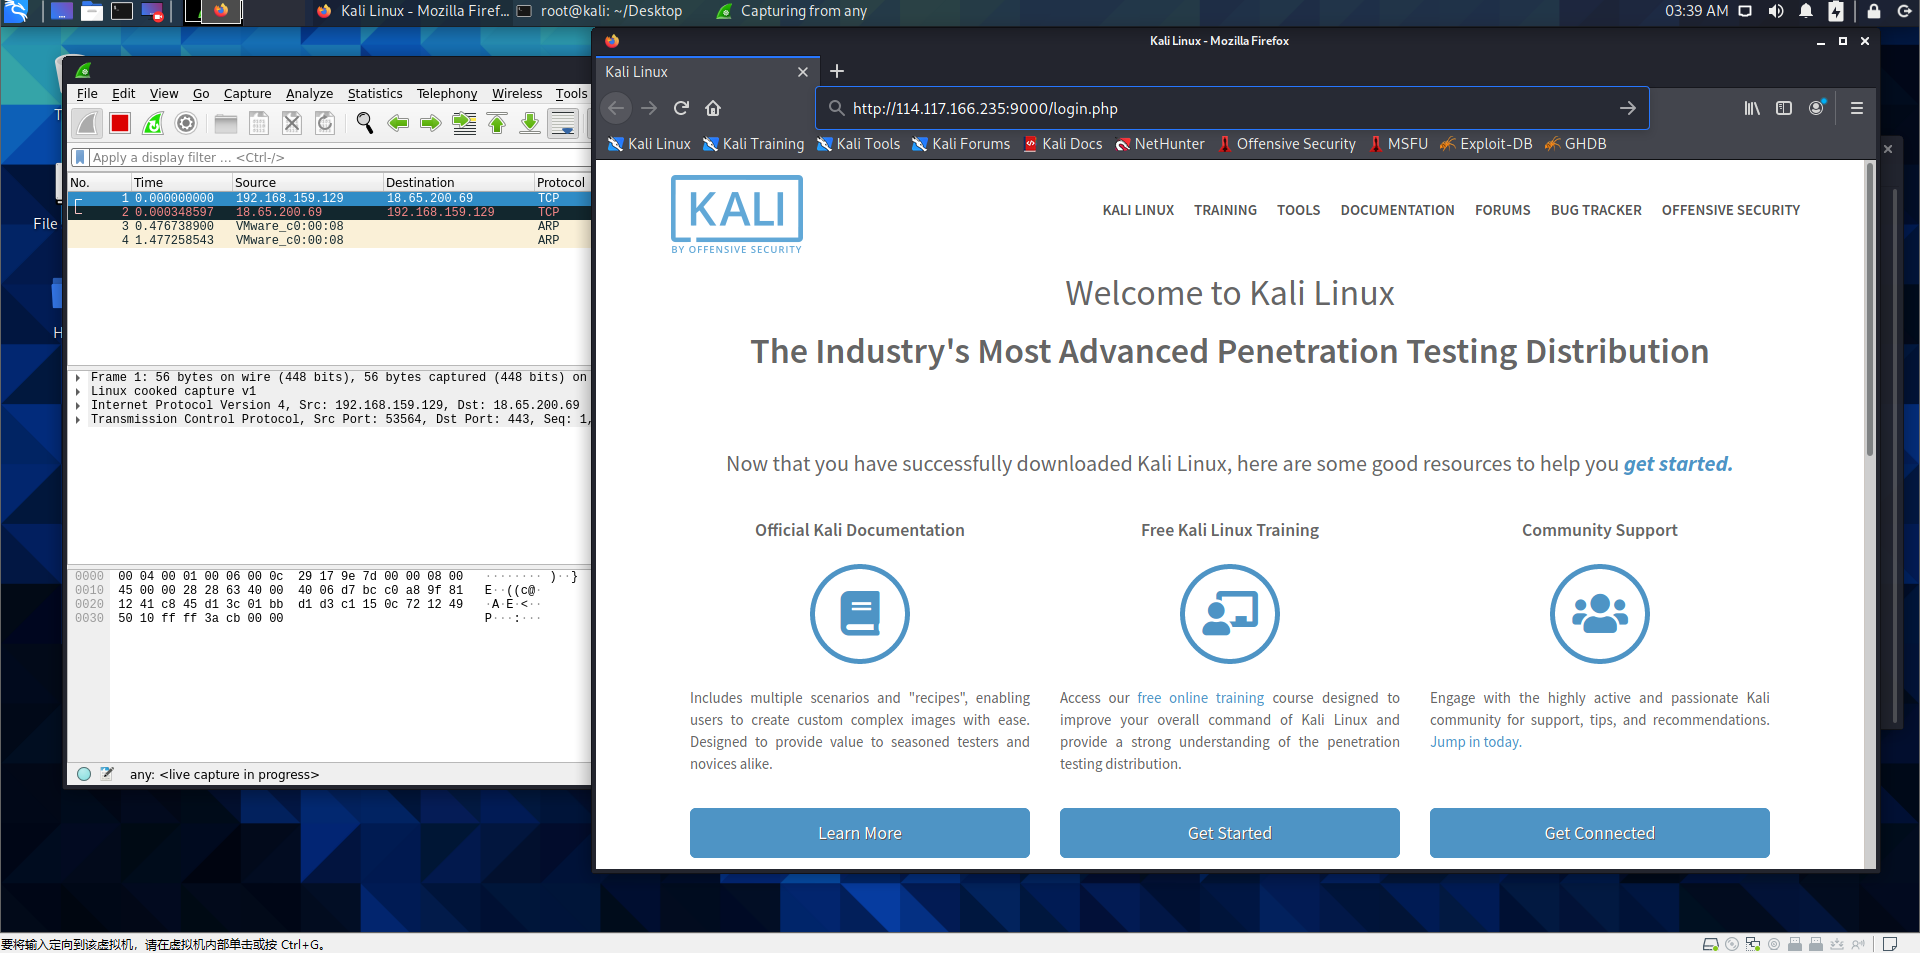 Kali Linux - Mozilla Firef...
root@kali: ~/Desktop
Capturing from any
03:39 AM
Kali Linux - Mozilla Firefox
File Edit View Go Capture Analyze Statistics Telephony Wireless Tools
Apply a display filter ... <Ctrl-/>
No. Time Source Destination Protocol
1 0.000000000 192.168.159.129 18.65.200.69 TCP
2 0.000348597 18.65.200.69 192.168.159.129 TCP
3 0.476738900 VMware_c0:00:08 ARP
4 1.477258543 VMware_c0:00:08 ARP
Frame 1: 56 bytes on wire (448 bits), 56 bytes captured (448 bits) on
Linux cooked capture v1
Internet Protocol Version 4, Src: 192.168.159.129, Dst: 18.65.200.69
Transmission Control Protocol, Src Port: 53564, Dst Port: 443, Seq: 1,
0000 00 04 00 01 00 06 00 0c 29 17 9e 7d 00 00 08 00 ········ )··}
0010 45 00 00 28 28 63 40 00 40 06 d7 bc c0 a8 9f 81 E··((c@·
0020 12 41 c8 45 d1 3c 01 bb d1 d3 c1 15 0c 72 12 49 ·A·E·<··
0030 50 10 ff ff 3a cb 00 00 P···:···
any: <live capture in progress>
File
H
Kali Linux
http://114.117.166.235:9000/login.php
Kali Linux Kali Training Kali Tools Kali Forums Kali Docs NetHunter Offensive Security MSFU Exploit-DB GHDB
KALI
BY OFFENSIVE SECURITY
KALI LINUX TRAINING TOOLS DOCUMENTATION FORUMS BUG TRACKER OFFENSIVE SECURITY
Welcome to Kali Linux
The Industry's Most Advanced Penetration Testing Distribution
Now that you have successfully downloaded Kali Linux, here are some good resources to help you get started.
Official Kali Documentation
Includes multiple scenarios and "recipes", enabling
users to create custom complex images with ease.
Designed to provide value to seasoned testers and
novices alike.
Learn More
Free Kali Linux Training
Access our free online training course designed to
improve your overall command of Kali Linux and
provide a strong understanding of the penetration
testing distribution.
Get Started
Community Support
Engage with the highly active and passionate Kali
community for support, tips, and recommendations.
Jump in today.
Get Connected
要将输入定向到该虚拟机，请在虚拟机内部单击或按 Ctrl+G。